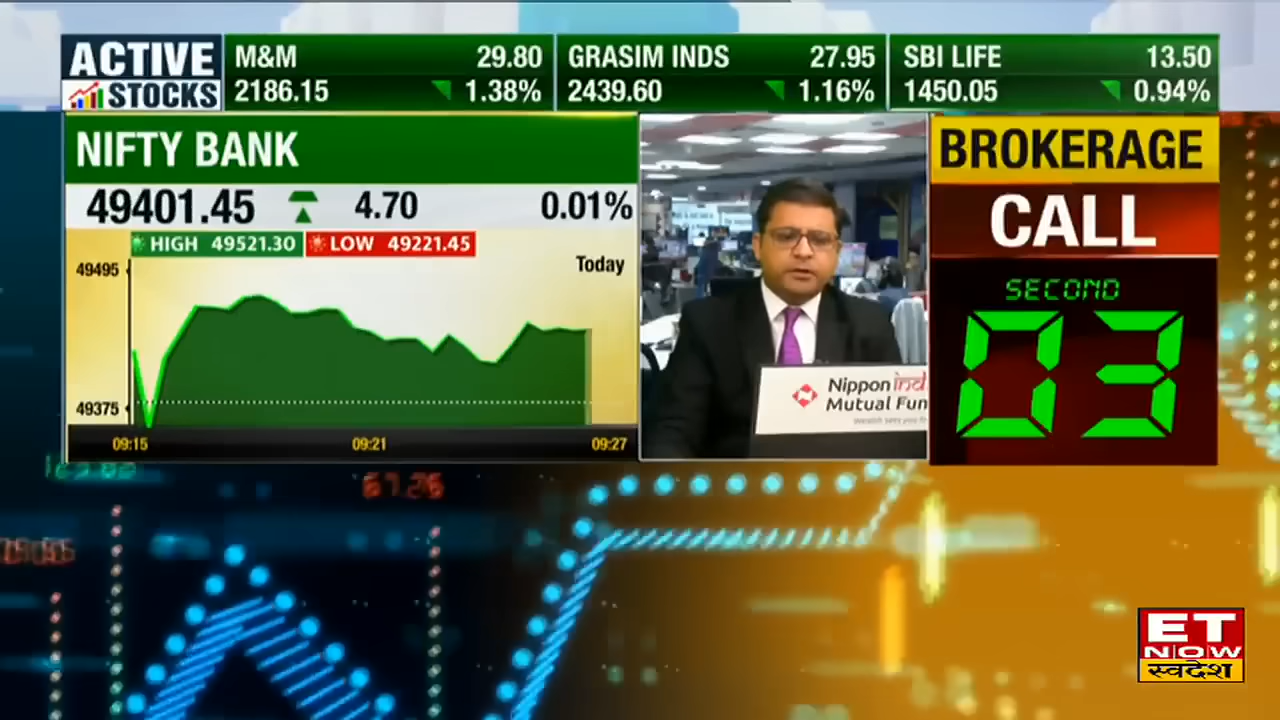 ACTIVE
STOCKS
M&M 29.80
2186.15 1.38%
GRASIM INDS 27.95
2439.60 1.16%
SBI LIFE 13.50
1450.05 0.94%
NIFTY BANK
49401.45 4.70 0.01%
HIGH 49521.30 LOW 49221.45
Today
49495
49375
09:15 09:21 09:27
Nippon ind
Mutual Fun
BROKERAGE
CALL
SECOND
03
67.26
ET
NOW
स्वदेश